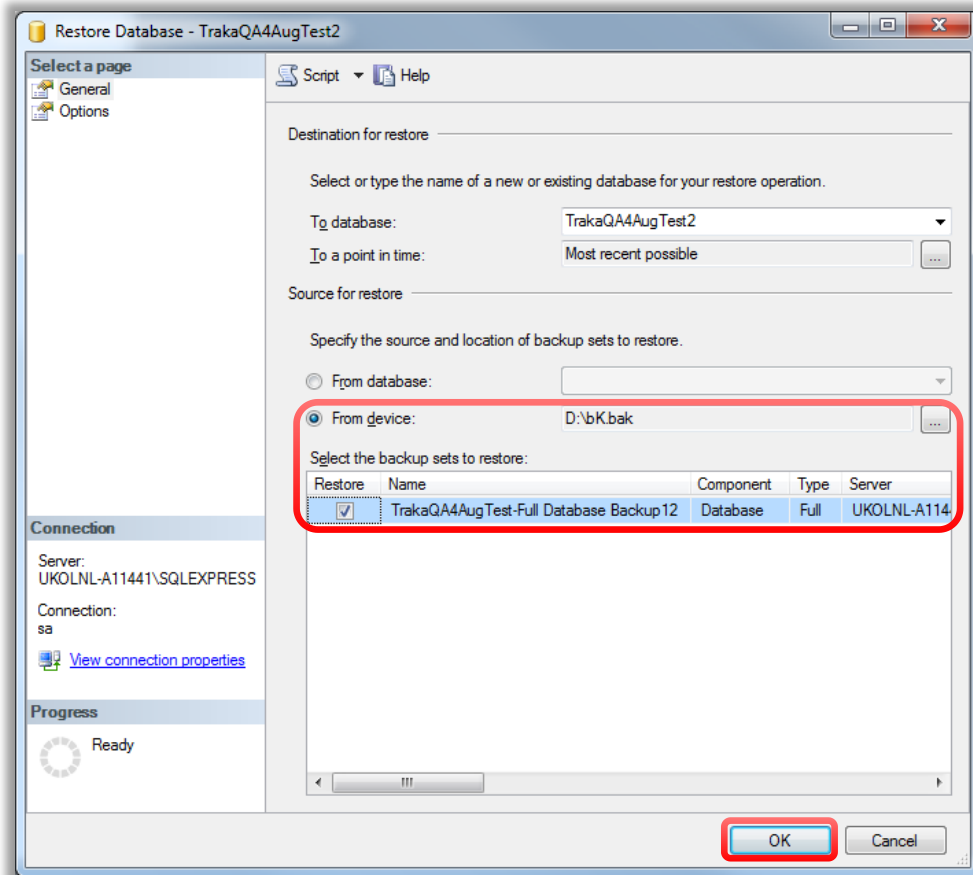 Restore Database - TrakaQA4AugTest2
Select a page
General
Options
Script Help
Destination for restore
Select or type the name of a new or existing database for your restore operation.
To database: TrakaQA4AugTest2
To a point in time: Most recent possible ...
Source for restore
Specify the source and location of backup sets to restore.
From database:
From device: D:\bK.bak ...
Select the backup sets to restore:
Restore Name Component Type Server
TrakaQA4AugTest-Full Database Backup12 Database Full UKOLNL-A114
Connection
Server:
UKOLNL-A11441\SQLEXPRESS
Connection:
sa
View connection properties
Progress
Ready
OK Cancel